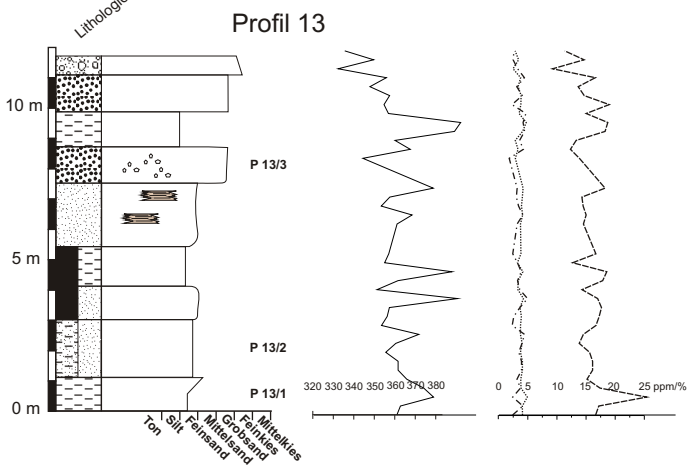 Lithologie
Profil 13
10 m
P 13/3
5 m
P 13/2
P 13/1
320 330 340 350 360 370 380
0 5 10 15 20 25 ppm/%
0 m
Ton
Silt
Feinsand
Mittelsand
Grobsand
Feinkies
Mittelkies